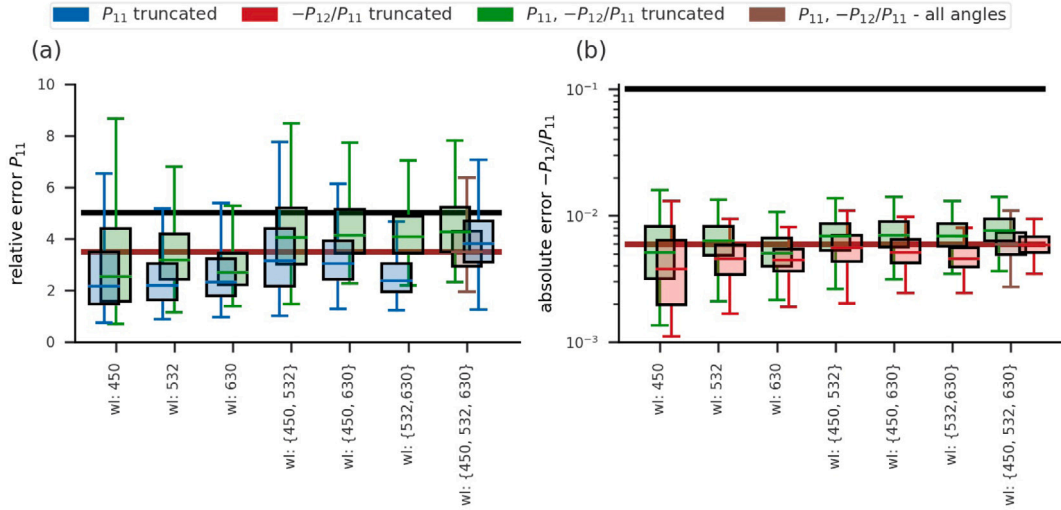 P₁₁ truncated
−P₁₂/P₁₁ truncated
P₁₁, −P₁₂/P₁₁ truncated
P₁₁, −P₁₂/P₁₁ - all angles
(a)
relative error P₁₁
10
8
6
4
2
0
wl: 450
wl: 532
wl: 630
wl: {450, 532}
wl: {450, 630}
wl: {532,630}
wl: {450, 532, 630}
(b)
absolute error −P₁₂/P₁₁
10⁻¹
10⁻²
10⁻³
wl: 450
wl: 532
wl: 630
wl: {450, 532}
wl: {450, 630}
wl: {532,630}
wl: {450, 532, 630}